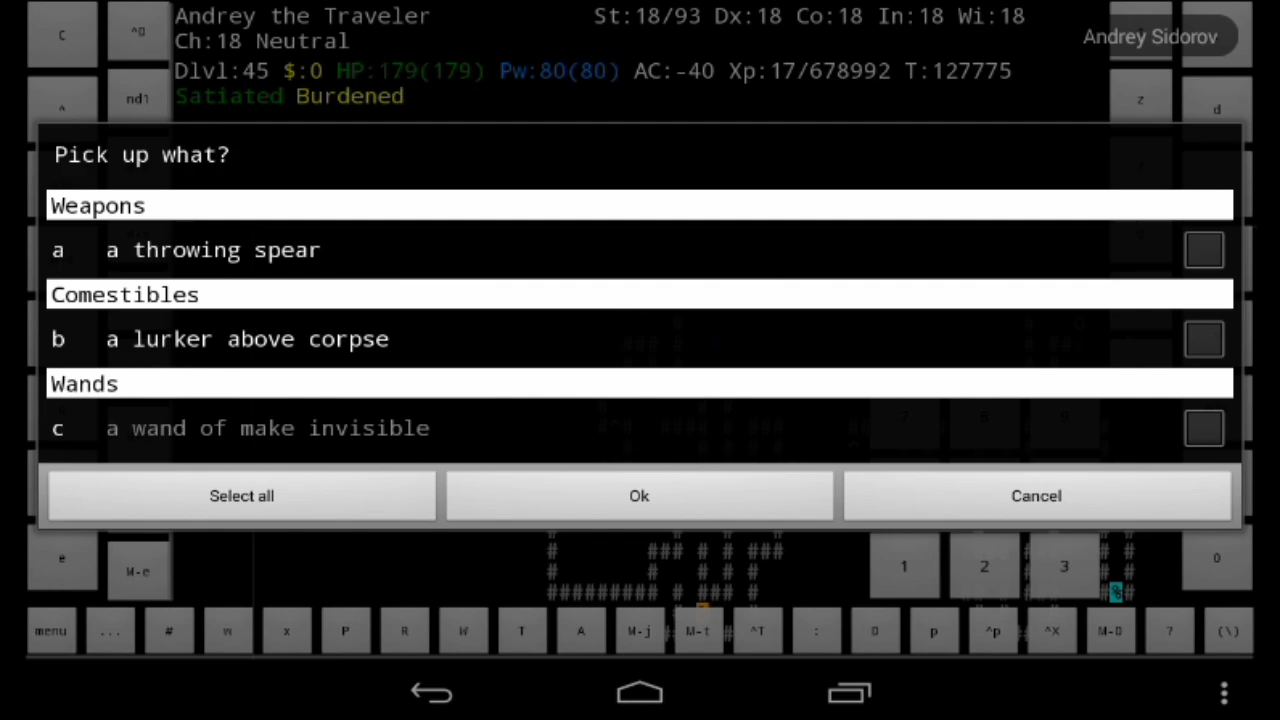 C ^D Andrey the Traveler St:18/93 Dx:18 Co:18 In:18 Wi:18
Andrey Sidorov
Ch:18 Neutral
Dlvl:45 $:0 HP:179(179) Pw:80(80) AC:-40 Xp:17/678992 T:127775
^ nd1 Satiated Burdened z d
Pick up what?
Weapons
a a throwing spear
Comestibles
b a lurker above corpse
Wands
c a wand of make invisible
Select all Ok Cancel
e M-e 1 2 3
menu ... # w x P R W T A M-j M-t ^T : D p ^p ^X M-O ? (\)